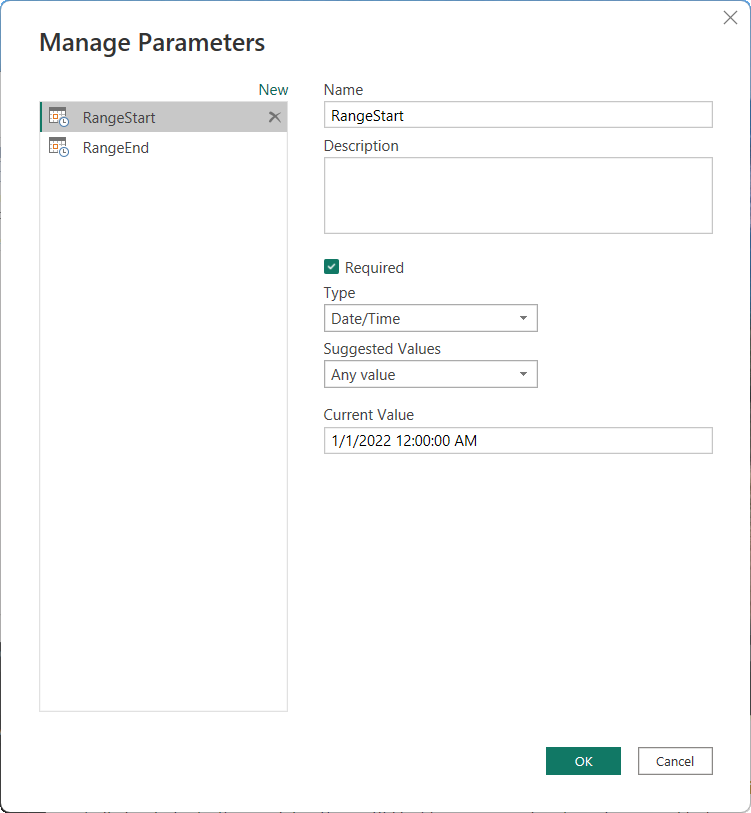 Manage Parameters
New
RangeStart
RangeEnd
Name
RangeStart
Description
Required
Type
Date/Time
Suggested Values
Any value
Current Value
1/1/2022 12:00:00 AM
OK
Cancel